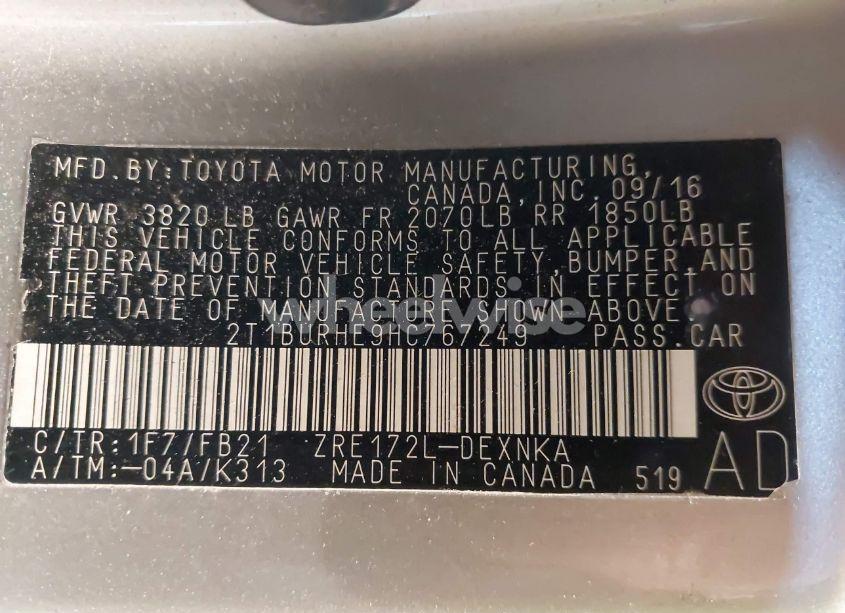 MFD.BY:TOYOTA MOTOR MANUFACTURING,
CANADA,INC.09/16
GVWR 3820LB GAWR FR 2070LB RR 1850LB
THIS VEHICLE CONFORMS TO ALL APPLICABLE
FEDERAL MOTOR VEHICLE SAFETY,BUMPER,AND
THEFT PREVENTION STANDARDS IN EFFECT ON
THE DATE OF MANUFACTURE SHOWN ABOVE.
wheelwise
2T1BURHE9HC767249 PASS.CAR
C/TR:1F7/FB21 ZRE172L-DEXNKA
A/TM:-04A/K313 MADE IN CANADA 519
AD